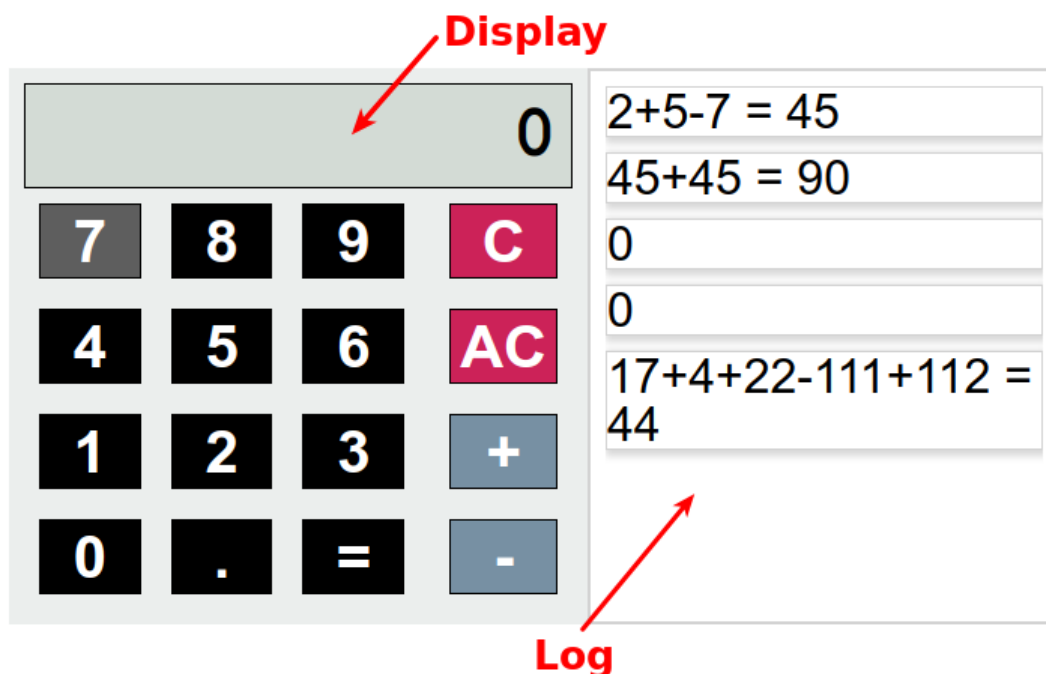 Display
0
7 8 9 C
4 5 6 AC
1 2 3 +
0 . = -
2+5-7 = 45
45+45 = 90
0
0
17+4+22-111+112 =
44
Log